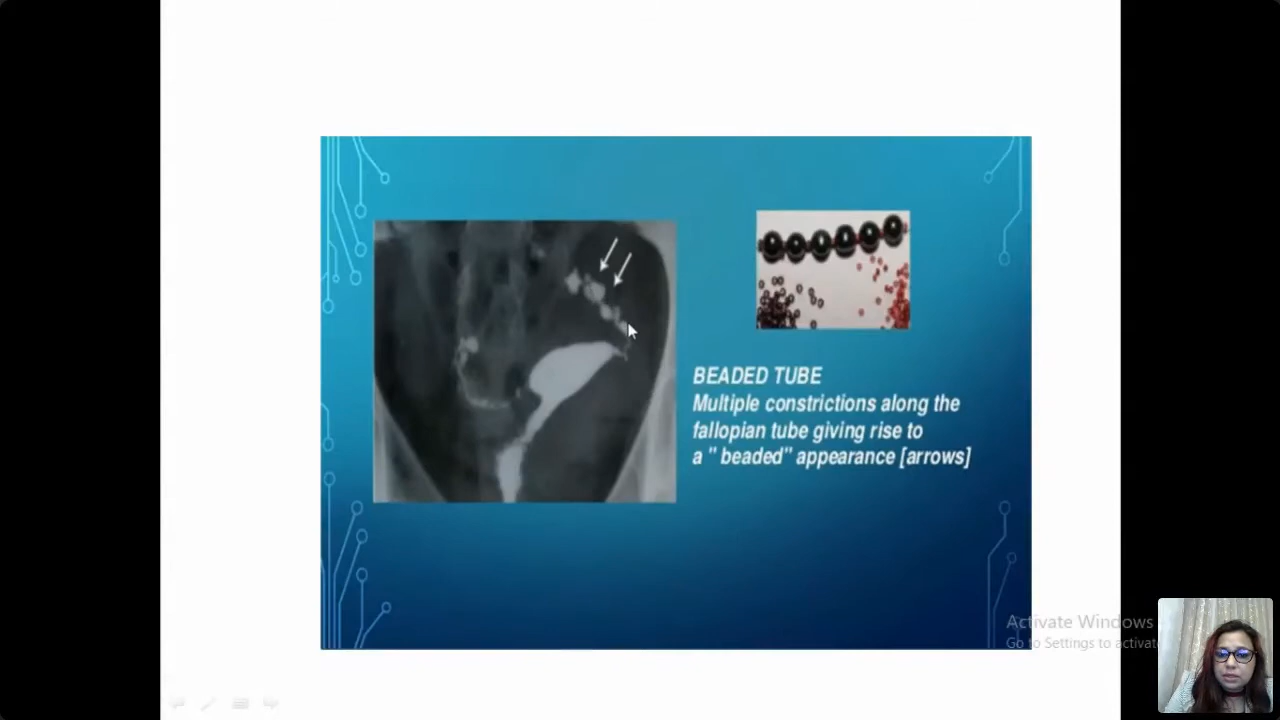 BEADED TUBE
Multiple constrictions along the
fallopian tube giving rise to
a " beaded" appearance [arrows]
Activate Windows
Go to Settings to activate